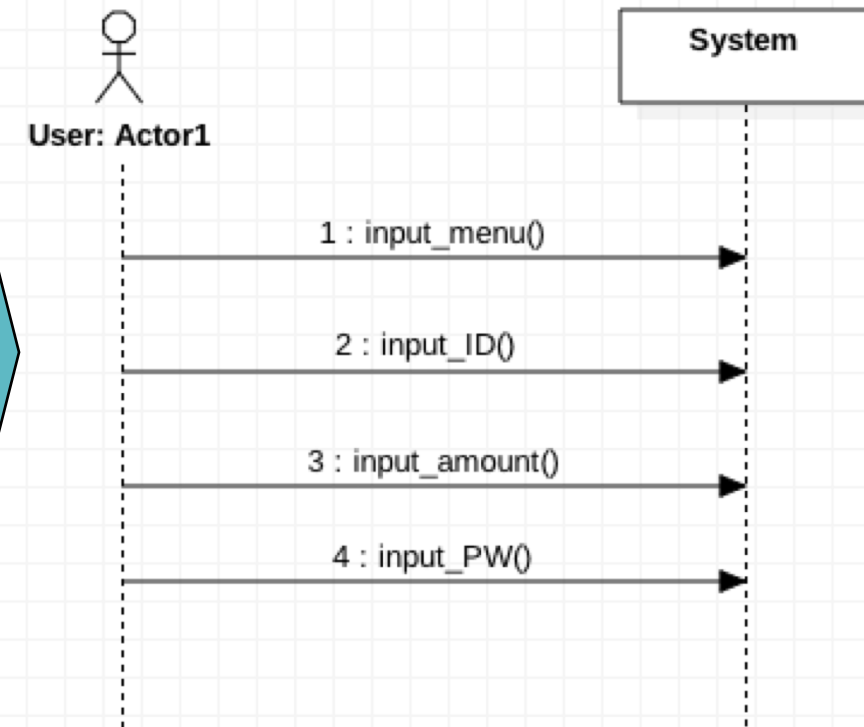 System
User: Actor1
1 : input_menu()
2 : input_ID()
3 : input_amount()
4 : input_PW()